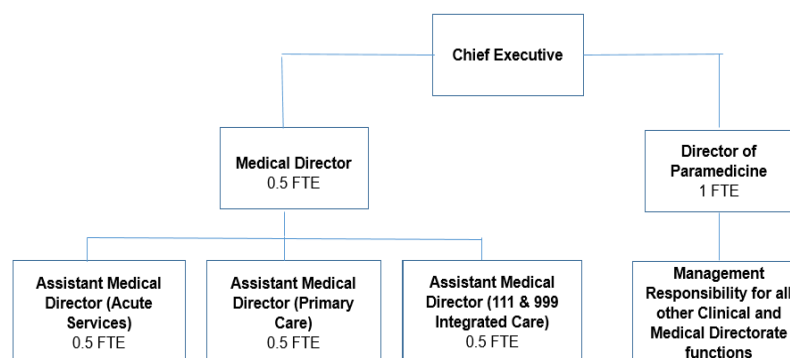 Chief Executive
Medical Director
0.5 FTE
Director of
Paramedicine
1 FTE
Assistant Medical
Director (Acute
Services)
0.5 FTE
Assistant Medical
Director (Primary
Care)
0.5 FTE
Assistant Medical
Director (111 & 999
Integrated Care)
0.5 FTE
Management
Responsibility for all
other Clinical and
Medical Directorate
functions